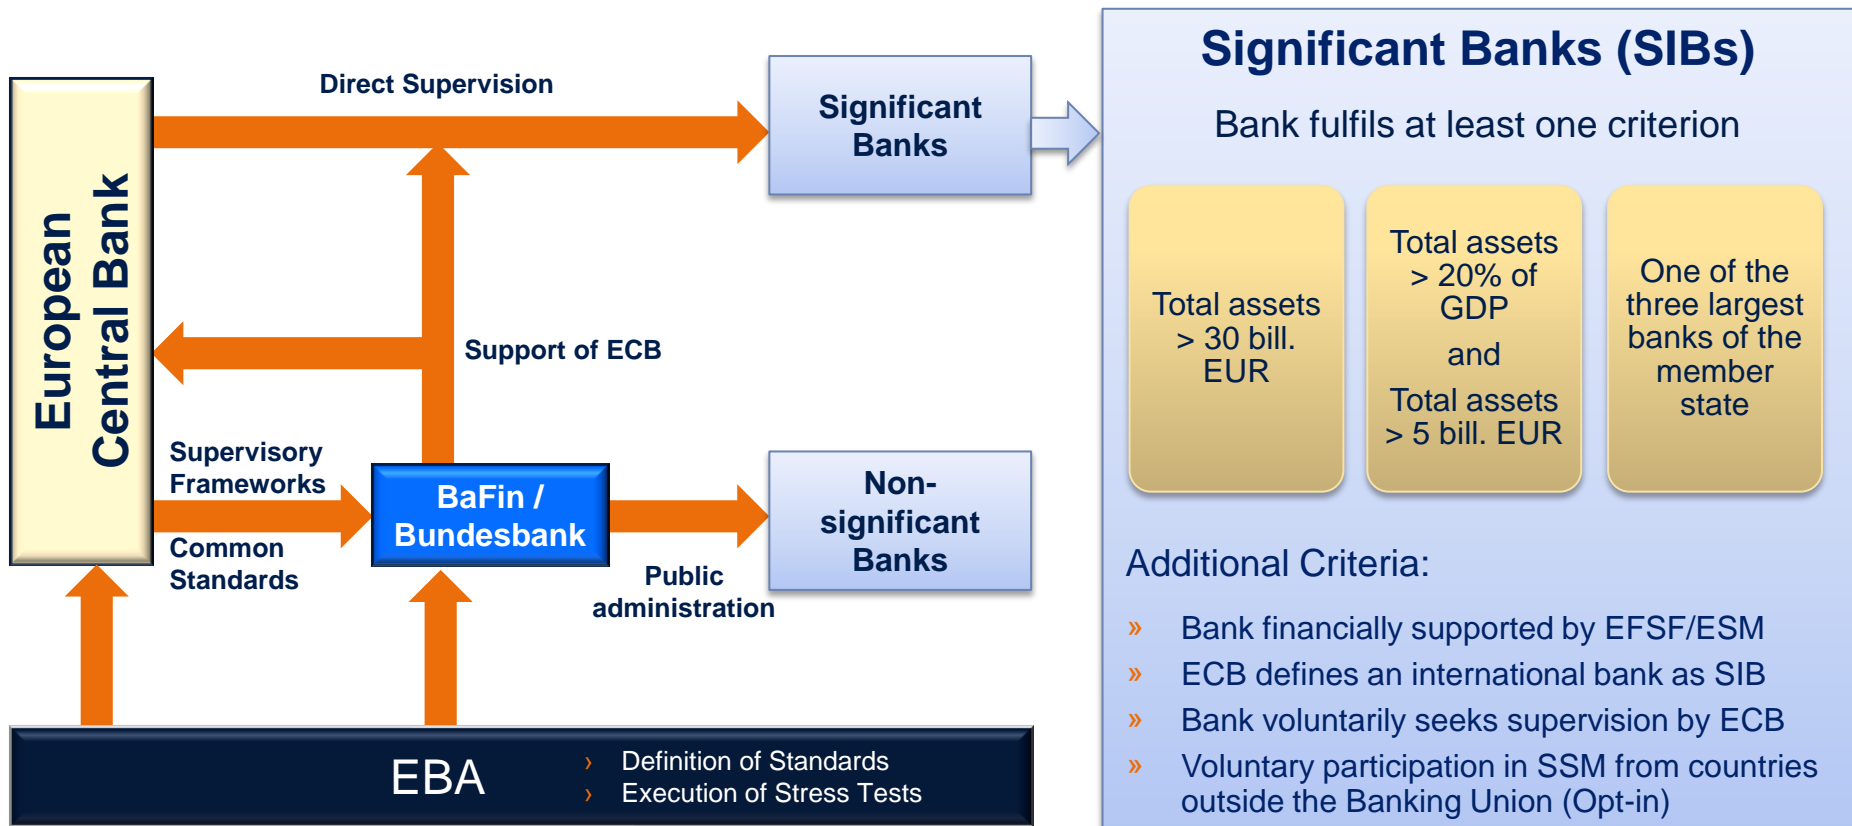 Direct Supervision
European
Central Bank
Significant
Banks
Support of ECB
Supervisory
Frameworks
Common
Standards
BaFin /
Bundesbank
Public
administration
Non-
significant
Banks
EBA
› Definition of Standards
› Execution of Stress Tests
Significant Banks (SIBs)
Bank fulfils at least one criterion
Total assets
> 30 bill.
EUR
Total assets
> 20% of
GDP
and
Total assets
> 5 bill. EUR
One of the
three largest
banks of the
member
state
Additional Criteria:
» Bank financially supported by EFSF/ESM
» ECB defines an international bank as SIB
» Bank voluntarily seeks supervision by ECB
» Voluntary participation in SSM from countries
outside the Banking Union (Opt-in)